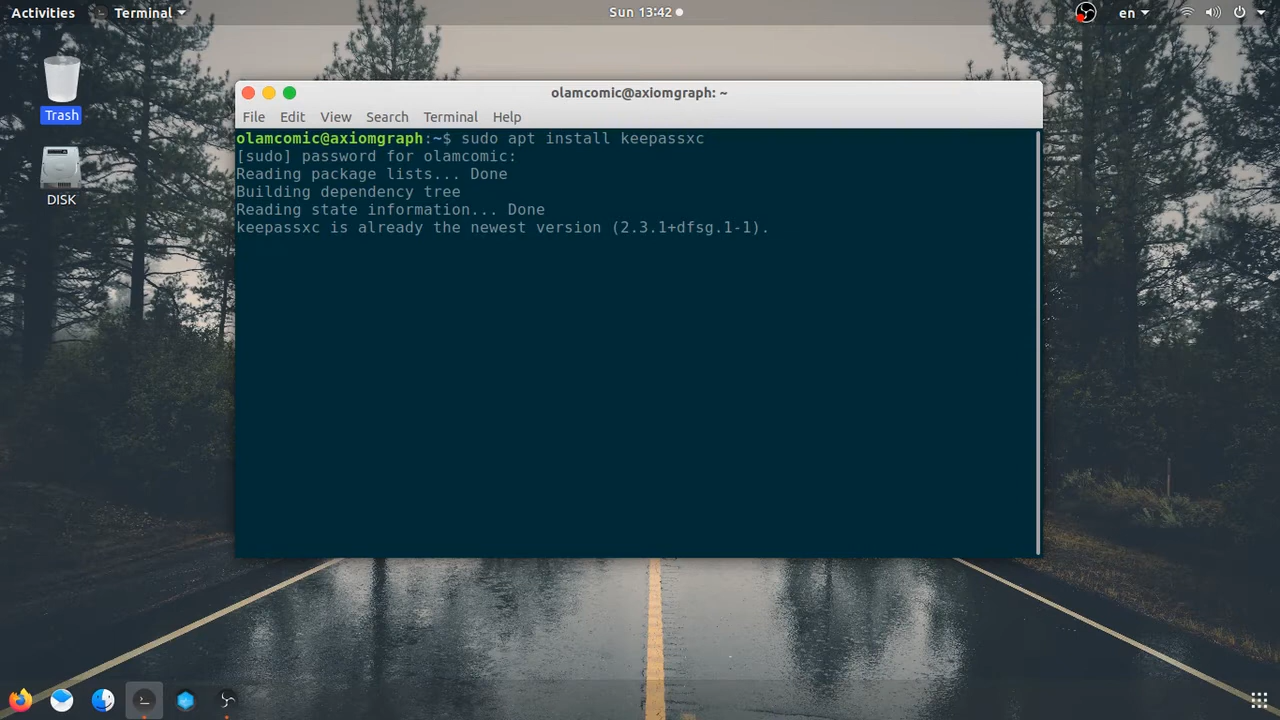 Activities Terminal Sun 13:42 en
Trash
DISK
olamcomic@axiomgraph: ~
File Edit View Search Terminal Help
olamcomic@axiomgraph:~$ sudo apt install keepassxc
[sudo] password for olamcomic:
Reading package lists... Done
Building dependency tree
Reading state information... Done
keepassxc is already the newest version (2.3.1+dfsg.1-1).